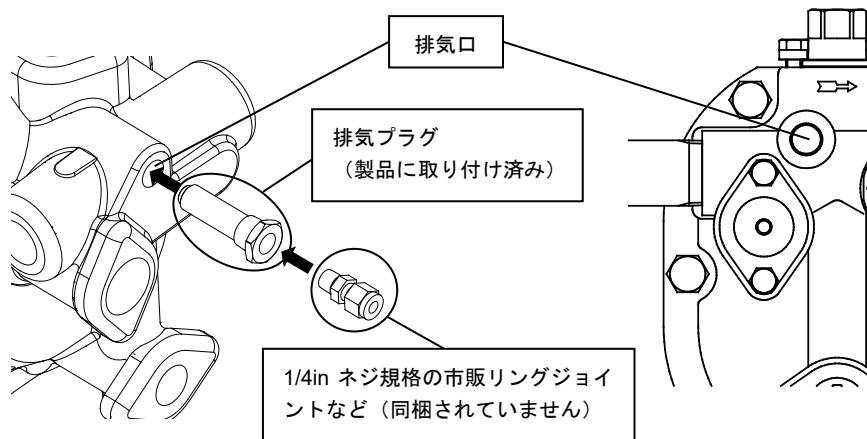 排気口
排気プラグ
（製品に取り付け済み）
1/4in ネジ規格の市販リングジョイ
ントなど（同梱されていません）